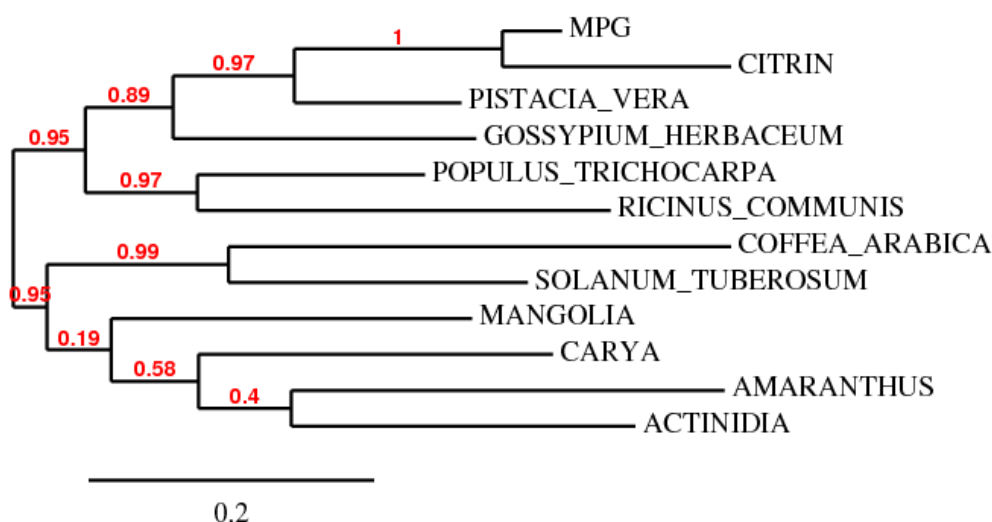 MPG
1
CITRIN
0.97
PISTACIA_VERA
0.89
GOSSYPIUM_HERBACEUM
0.95
POPULUS_TRICHOCARPA
0.97
RICINUS_COMMUNIS
COFFEA_ARABICA
0.99
SOLANUM_TUBEROSUM
0.95
MANGOLIA
0.19
CARYA
0.58
AMARANTHUS
0.4
ACTINIDIA
0.2